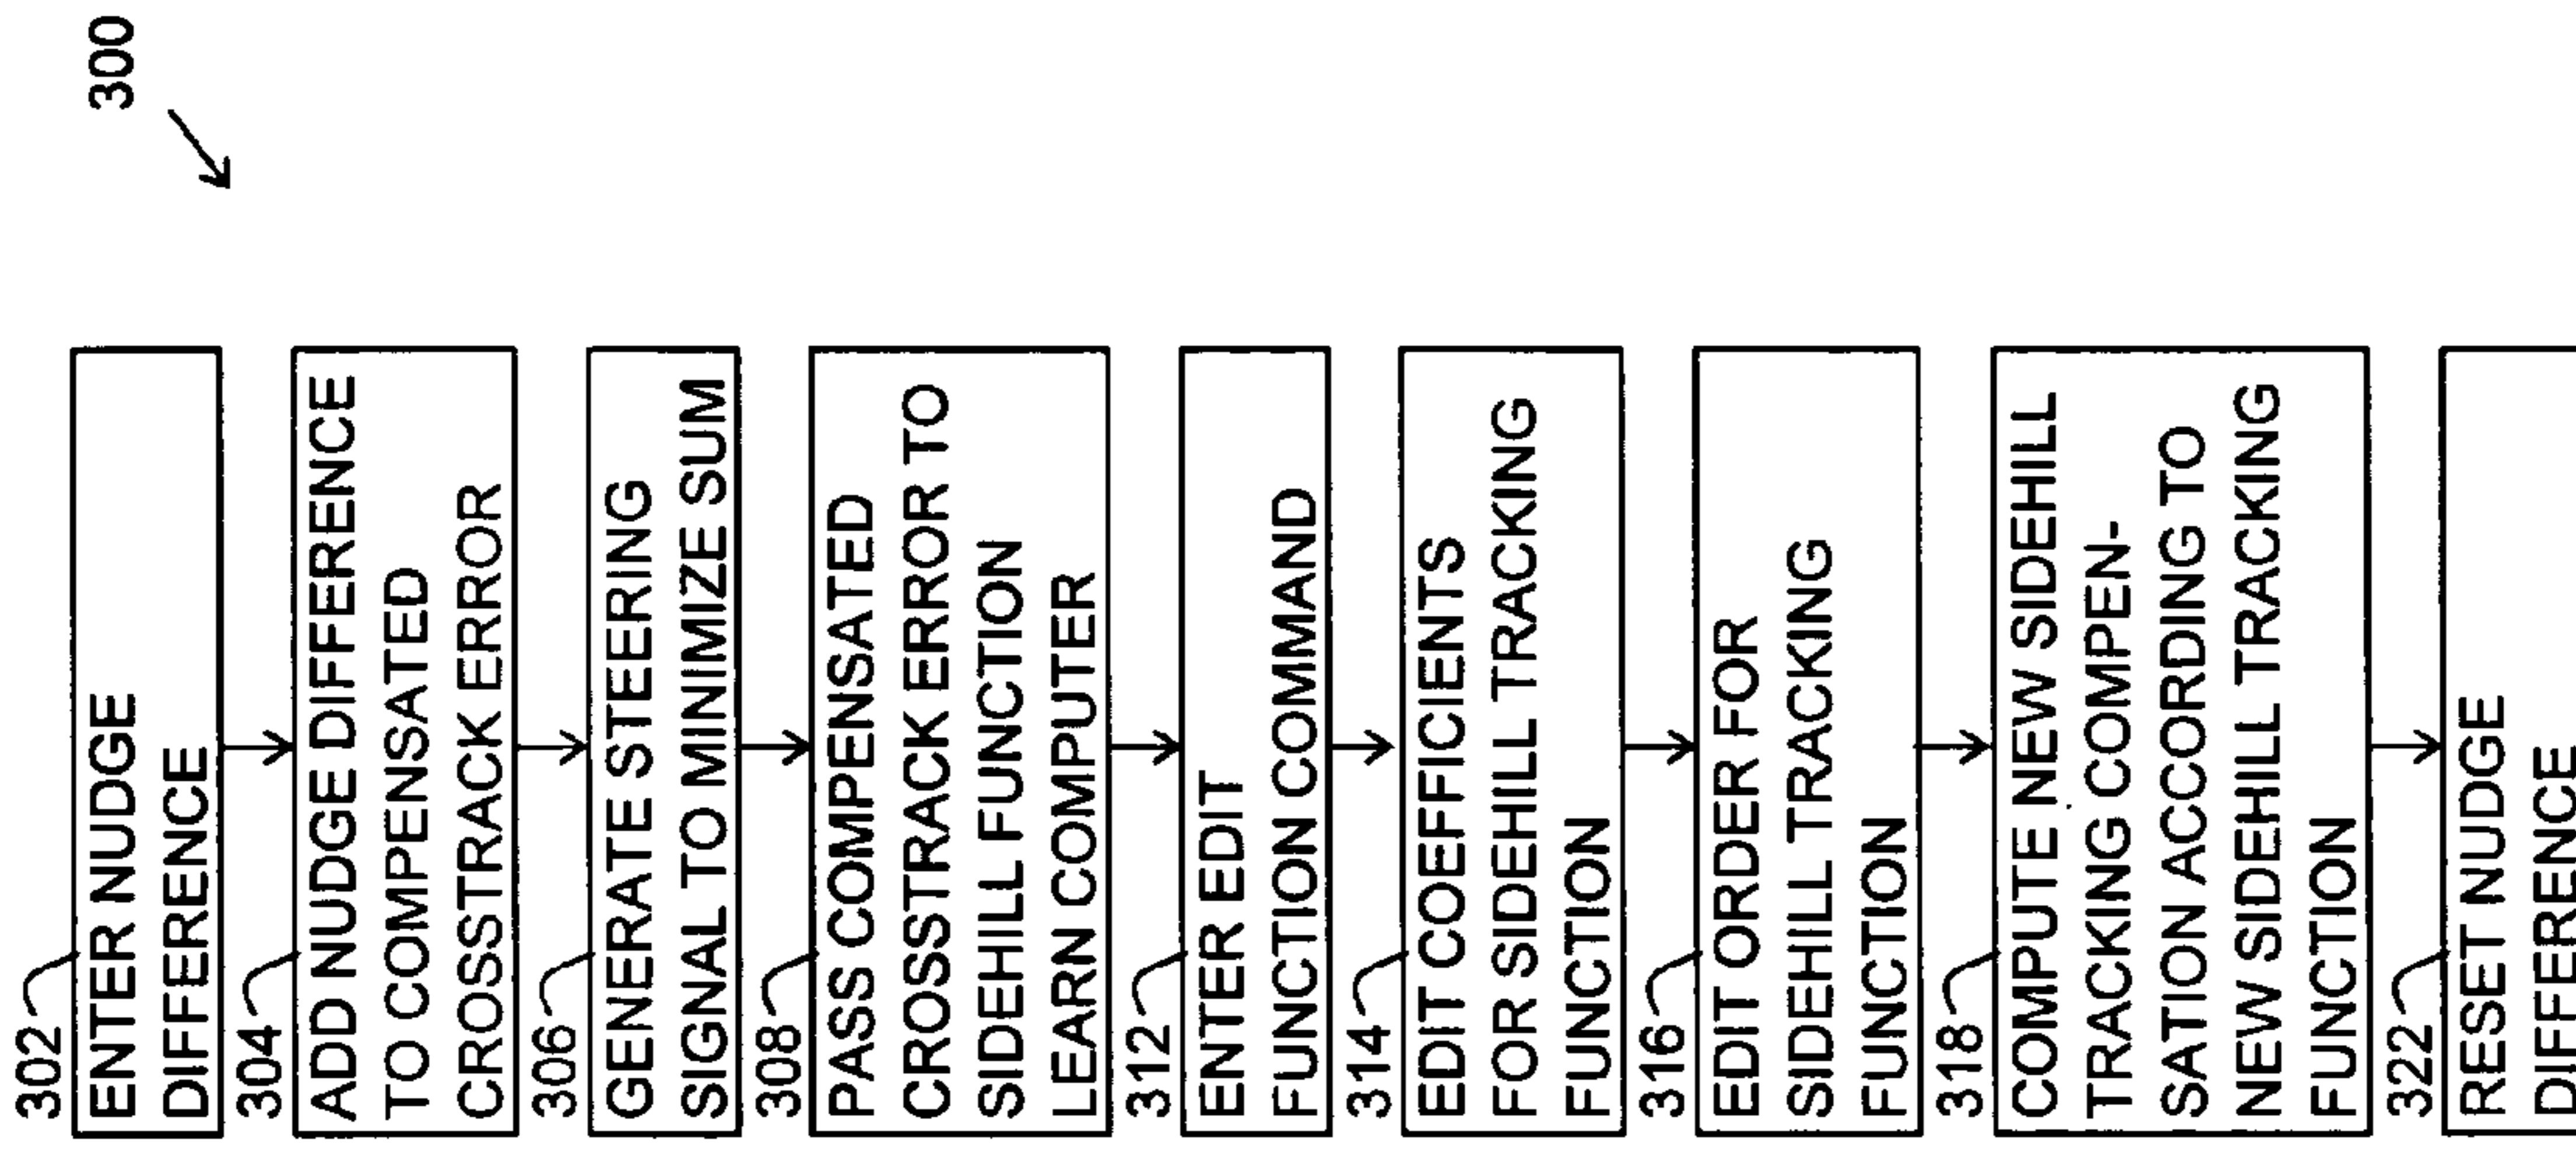 300
302
ENTER NUDGE
DIFFERENCE
304
ADD NUDGE DIFFERENCE
TO COMPENSATED
CROSSTRACK ERROR
306
GENERATE STEERING
SIGNAL TO MINIMIZE SUM
308
PASS COMPENSATED
CROSSTRACK ERROR TO
SIDEHILL FUNCTION
LEARN COMPUTER
312
ENTER EDIT
FUNCTION COMMAND
314
EDIT COEFFICIENTS
FOR SIDEHILL TRACKING
FUNCTION
316
EDIT ORDER FOR
SIDEHILL TRACKING
FUNCTION
318
COMPUTE NEW SIDEHILL
TRACKING COMPEN-
SATION ACCORDING TO
NEW SIDEHILL TRACKING
FUNCTION
322
RESET NUDGE
DIFFERENCE